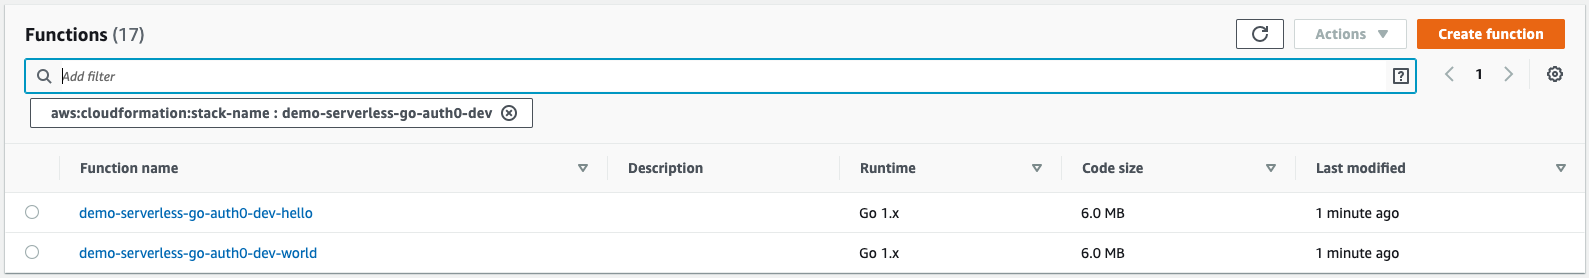 Functions (17)
Actions
Create function
Add filter
1
aws:cloudformation:stack-name : demo-serverless-go-auth0-dev
Function name Description Runtime Code size Last modified
demo-serverless-go-auth0-dev-hello Go 1.x 6.0 MB 1 minute ago
demo-serverless-go-auth0-dev-world Go 1.x 6.0 MB 1 minute ago